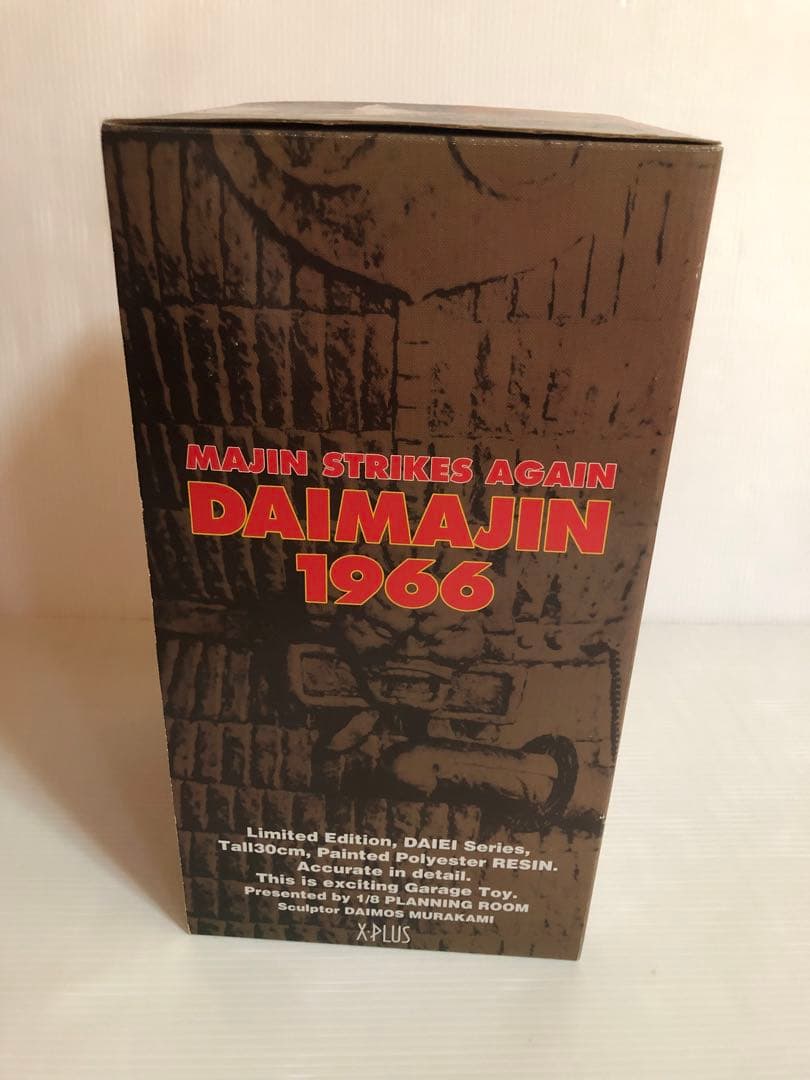 MAJIN STRIKES AGAIN
DAIMAJIN
1966
Limited Edition, DAIEI Series,
Tall30cm, Painted Polyester RESIN.
Accurate in detail.
This is exciting Garage Toy.
Presented by 1/8 PLANNING ROOM
Sculptor DAIMOS MURAKAMI
X·PLUS